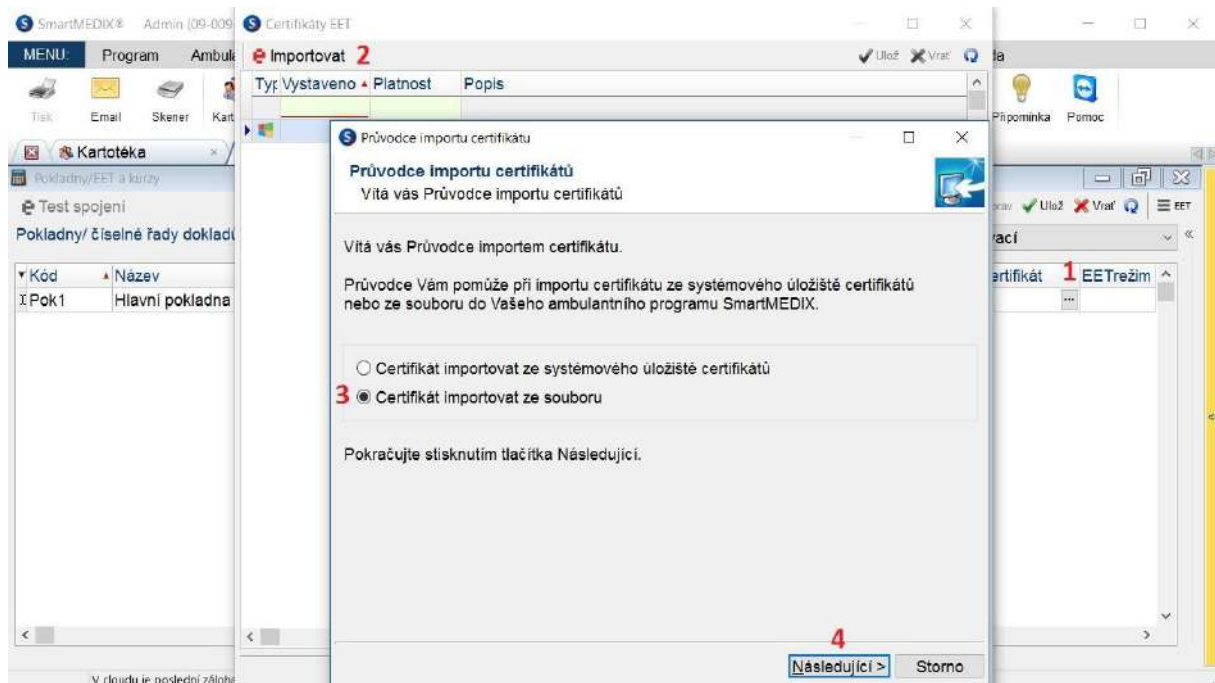 SmartMEDIX® Admin (09-009
Certifikáty EET
MENU: Program Ambula
Importovat 2
Ulož Vrať
da
Tisk Email Skener Kart
Typ Vystaveno Platnost Popis
Připomínka Pomoc
Kartotéka
Průvodce importu certifikátu
Pokladny/EET a kurzy
Průvodce importu certifikátů
Vítá vás Průvodce importu certifikátů
Test spojení
Ulož Vrať EET
Pokladny/ číselné řady dokladů
vací
Vítá vás Průvodce importem certifikátu.
Kód Název
ertifikát 1 EETrežim
Pok1 Hlavní pokladna
...
Průvodce Vám pomůže při importu certifikátu ze systémového úložiště certifikátů
nebo ze souboru do Vašeho ambulantního programu SmartMEDIX.
Certifikát importovat ze systémového úložiště certifikátů
3 Certifikát importovat ze souboru
Pokračujte stisknutím tlačítka Následující.
4
Následující > Storno
V cloudu je poslední záloha